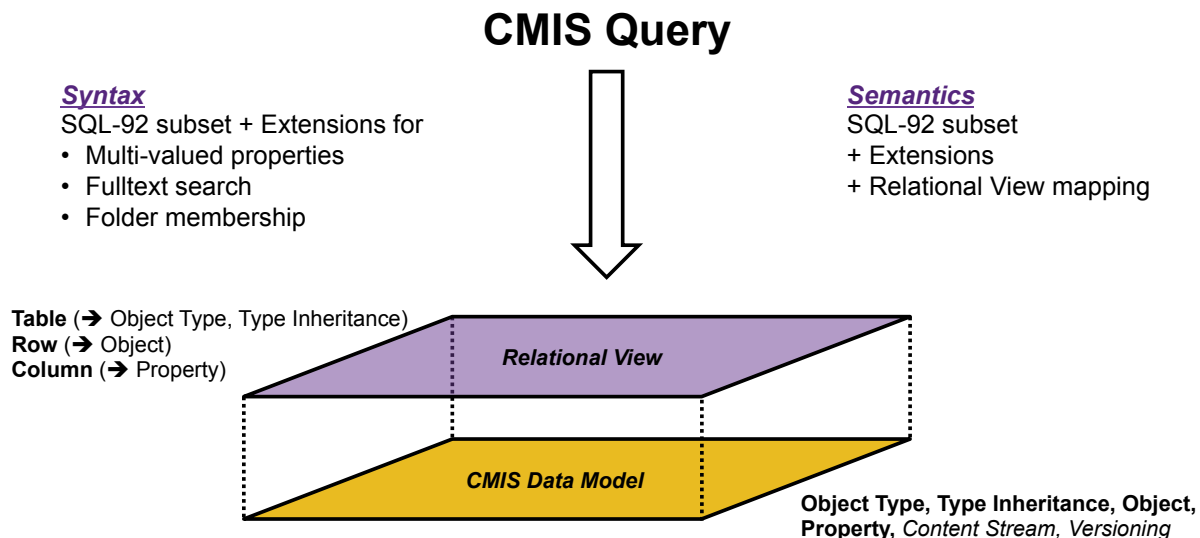 CMIS Query
Syntax
SQL-92 subset + Extensions for
• Multi-valued properties
• Fulltext search
• Folder membership
Semantics
SQL-92 subset
+ Extensions
+ Relational View mapping
Table (➔ Object Type, Type Inheritance)
Row (➔ Object)
Column (➔ Property)
Relational View
CMIS Data Model
Object Type, Type Inheritance, Object,
Property, Content Stream, Versioning